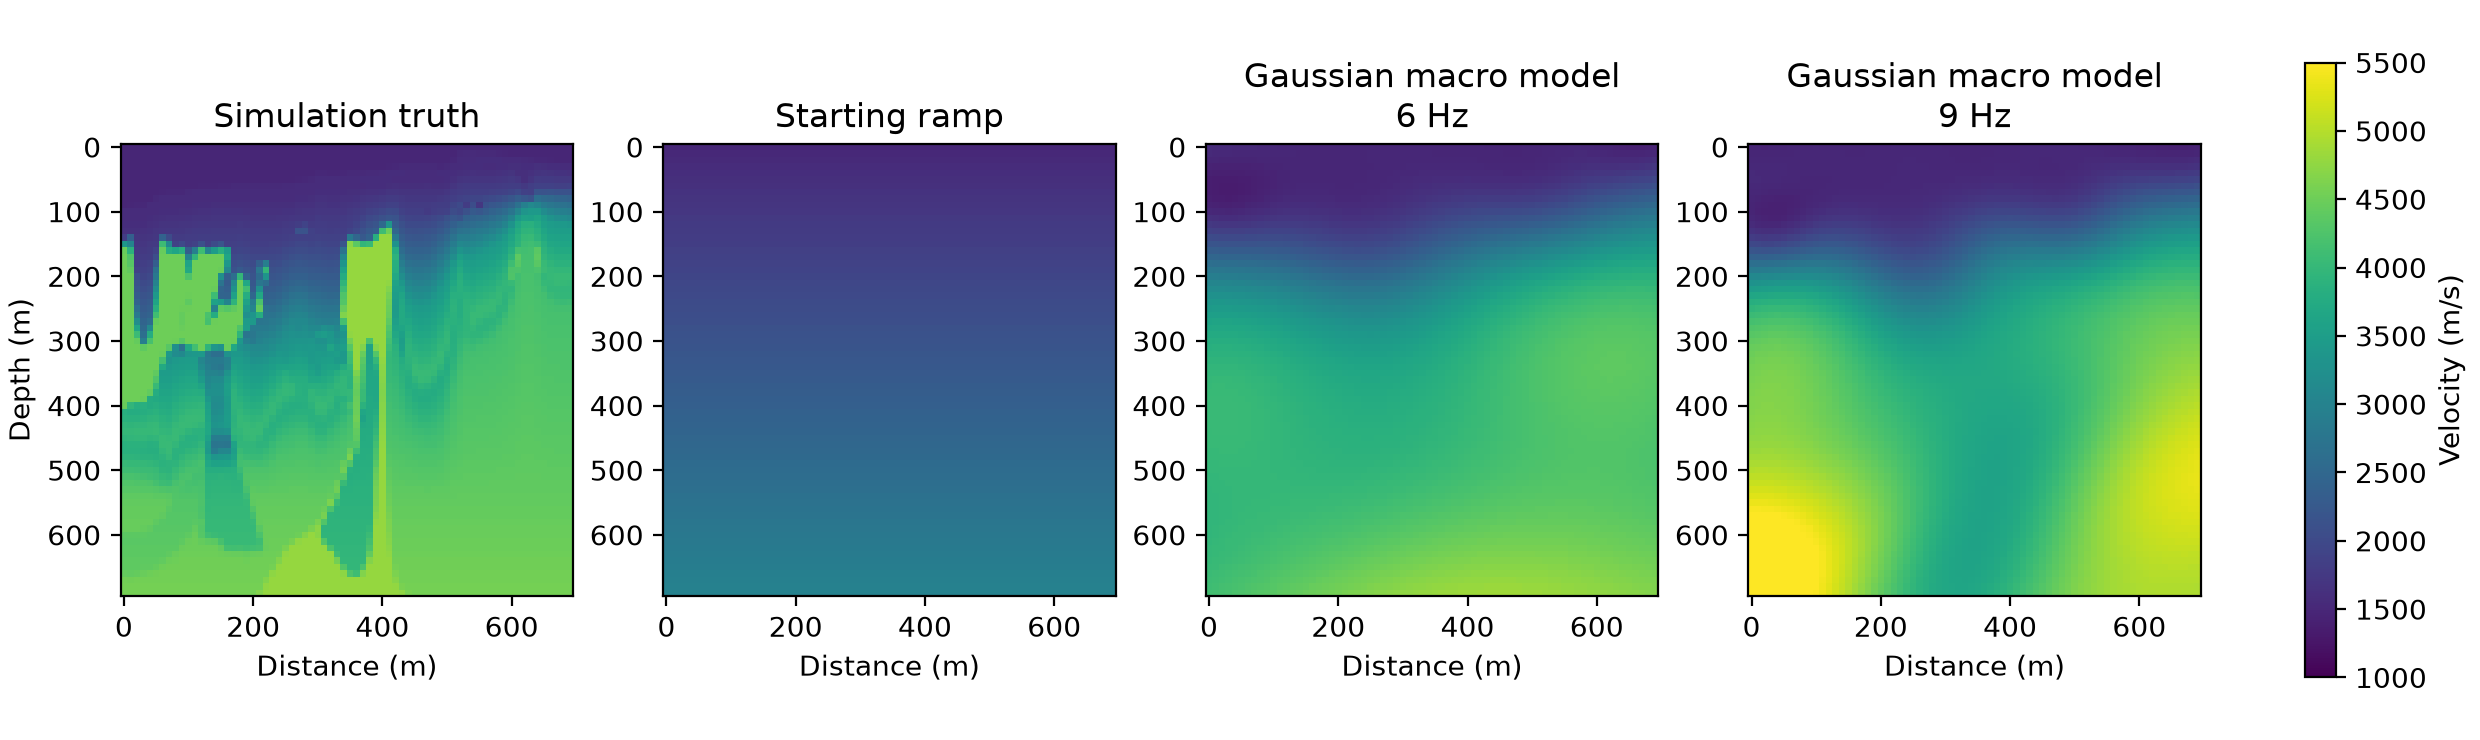 Simulation truth
Starting ramp
Gaussian macro model
6 Hz
Gaussian macro model
9 Hz
0
100
200
300
400
500
600
Depth (m)
0 200 400 600
Distance (m)
0
100
200
300
400
500
600
0 200 400 600
Distance (m)
0
100
200
300
400
500
600
0 200 400 600
Distance (m)
0
100
200
300
400
500
600
0 200 400 600
Distance (m)
5500
5000
4500
4000
3500
3000
2500
2000
1500
1000
Velocity (m/s)